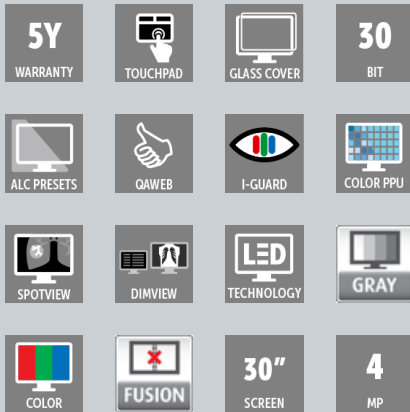 5Y
WARRANTY
TOUCHPAD
GLASS COVER
30
BIT
ALC PRESETS
QAWEB
I-GUARD
COLOR PPU
SPOTVIEW
DIMVIEW
LED
TECHNOLOGY
GRAY
COLOR
FUSION
30"
SCREEN
4
MP